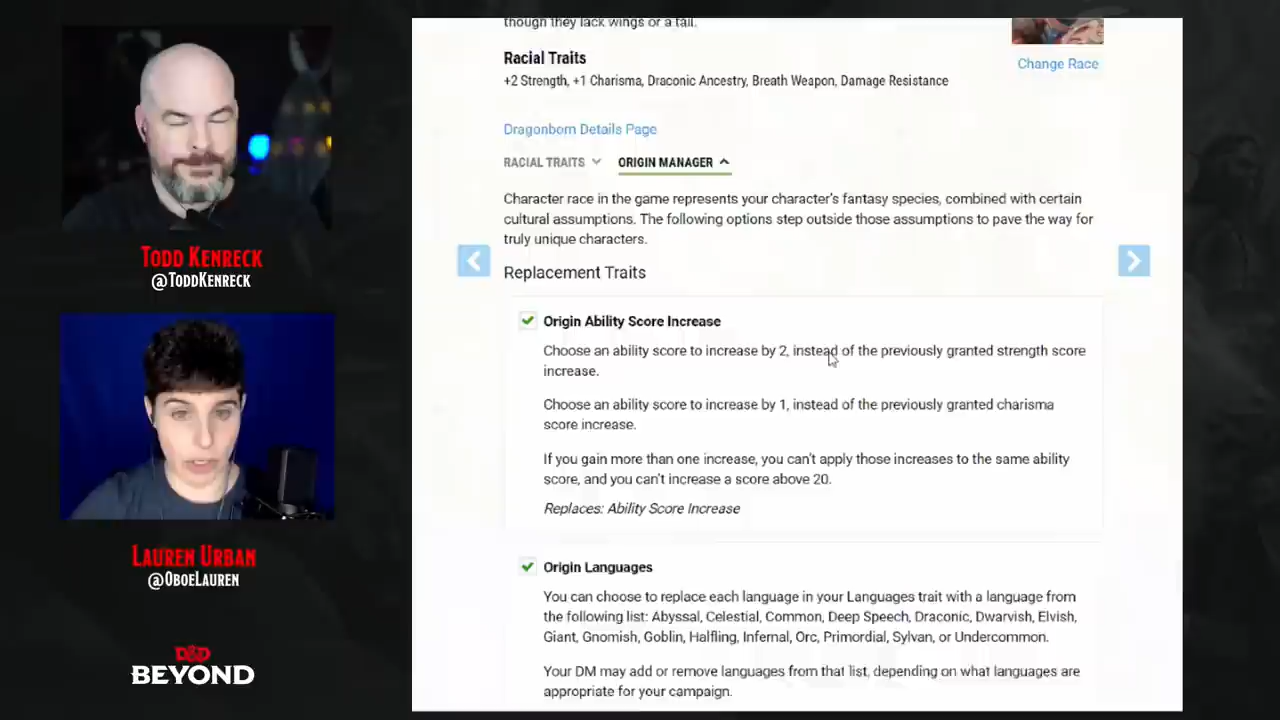 though they lack wings or a tail.
Racial Traits
Change Race
+2 Strength, +1 Charisma, Draconic Ancestry, Breath Weapon, Damage Resistance
Dragonborn Details Page
RACIAL TRAITS
ORIGIN MANAGER
Character race in the game represents your character's fantasy species, combined with certain
cultural assumptions. The following options step outside those assumptions to pave the way for
truly unique characters.
Replacement Traits
Origin Ability Score Increase
Choose an ability score to increase by 2, instead of the previously granted strength score
increase.
Choose an ability score to increase by 1, instead of the previously granted charisma
score increase.
If you gain more than one increase, you can't apply those increases to the same ability
score, and you can't increase a score above 20.
Replaces: Ability Score Increase
Origin Languages
You can choose to replace each language in your Languages trait with a language from
the following list: Abyssal, Celestial, Common, Deep Speech, Draconic, Dwarvish, Elvish,
Giant, Gnomish, Goblin, Halfling, Infernal, Orc, Primordial, Sylvan, or Undercommon.
Your DM may add or remove languages from that list, depending on what languages are
appropriate for your campaign.
TODD KENRECK
@TODDKENRECK
LAUREN URBAN
@OBOELAUREN
D&D
BEYOND